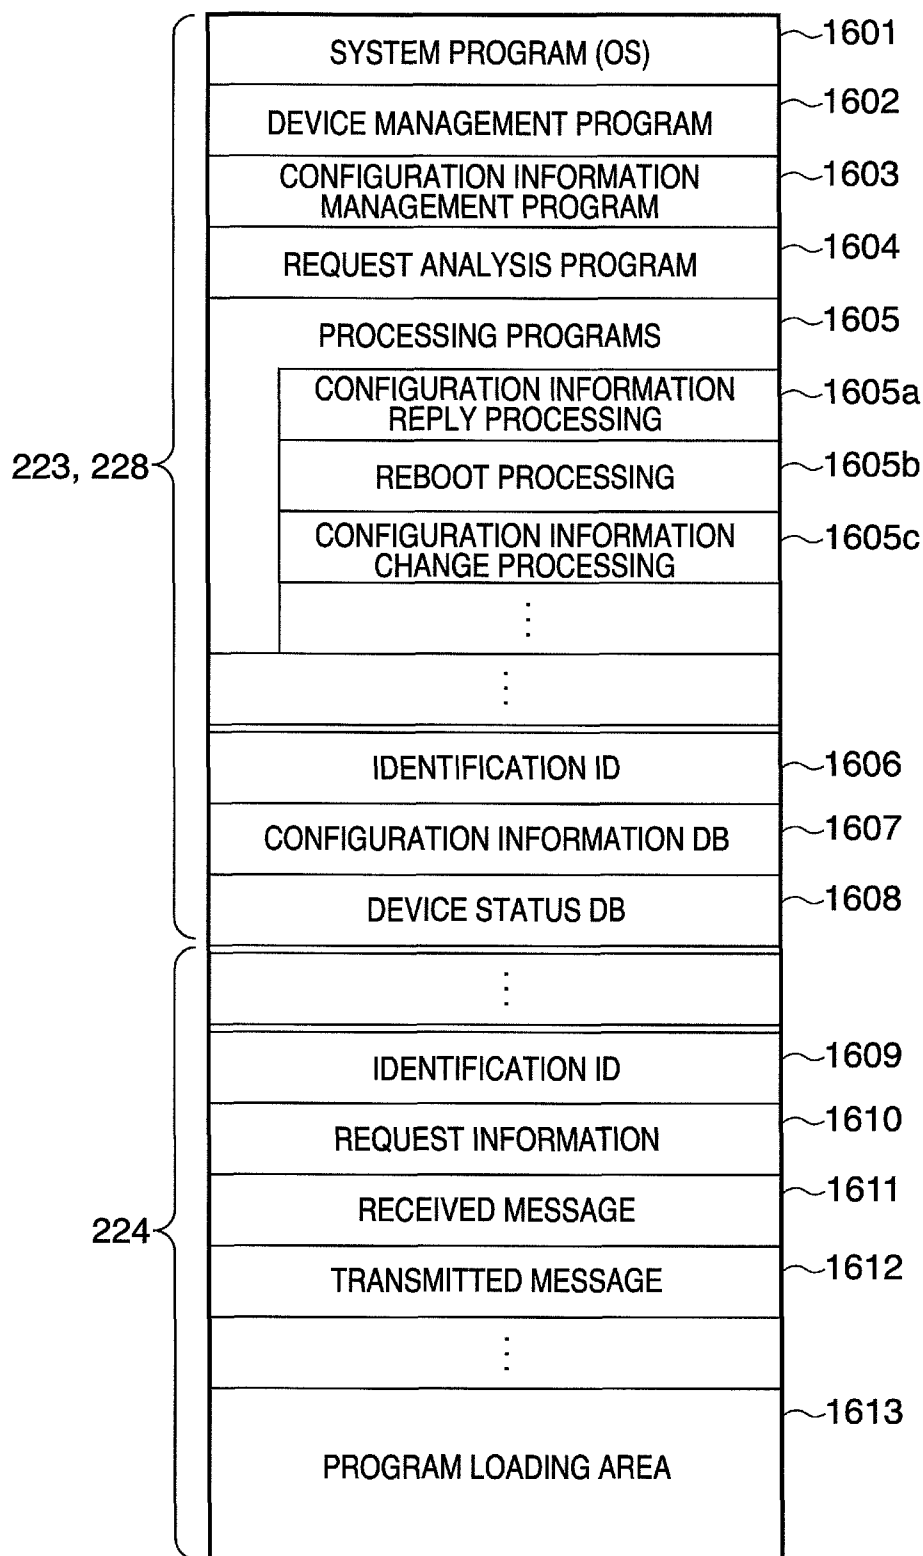 SYSTEM PROGRAM (OS)
1601
DEVICE MANAGEMENT PROGRAM
1602
CONFIGURATION INFORMATION
MANAGEMENT PROGRAM
1603
REQUEST ANALYSIS PROGRAM
1604
PROCESSING PROGRAMS
1605
CONFIGURATION INFORMATION
REPLY PROCESSING
1605a
223, 228
REBOOT PROCESSING
1605b
CONFIGURATION INFORMATION
CHANGE PROCESSING
1605c
⋮
⋮
IDENTIFICATION ID
1606
CONFIGURATION INFORMATION DB
1607
DEVICE STATUS DB
1608
⋮
IDENTIFICATION ID
1609
REQUEST INFORMATION
1610
RECEIVED MESSAGE
1611
224
TRANSMITTED MESSAGE
1612
⋮
1613
PROGRAM LOADING AREA